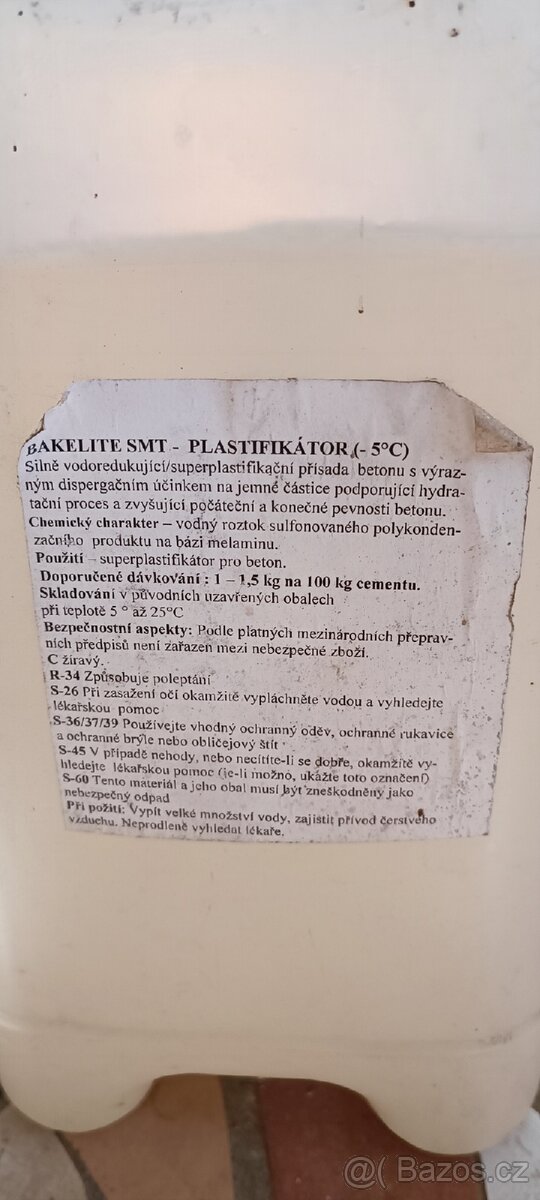 BAKELITE SMT - PLASTIFIKÁTOR (- 5°C)
Silně vodoredukující/superplastifikační přísada betonu s výraz-
ným dispergačním účinkem na jemné částice podporující hydra-
tační proces a zvyšující počáteční a konečné pevnosti betonu.
Chemický charakter – vodný roztok sulfonovaného polykonden-
začního produktu na bázi melaminu.
Použití – superplastifikátor pro beton.
Doporučené dávkování : 1 – 1,5 kg na 100 kg cementu.
Skladování v původních uzavřených obalech
při teplotě 5 ° až 25°C
Bezpečnostní aspekty: Podle platných mezinárodních přeprav-
ních předpisů není zařazen mezi nebezpečné zboží.
C žíravý.
R-34 Způsobuje poleptání
S-26 Při zasažení očí okamžitě vypláchněte vodou a vyhledejte
lékařskou pomoc
S-36/37/39 Používejte vhodný ochranný oděv, ochranné rukavice
a ochranné brýle nebo obličejový štít
S-45 V případě nehody, nebo necítíte-li se dobře, okamžitě vy-
hledejte lékařskou pomoc (je-li možno, ukažte toto označení)
S-60 Tento materiál a jeho obal musí být zneškodněny jako
nebezpečný odpad
Při požití: Vypít velké množství vody, zajistit přívod čerstvého
vzduchu. Neprodleně vyhledat lékaře.
@( Bazos.cz